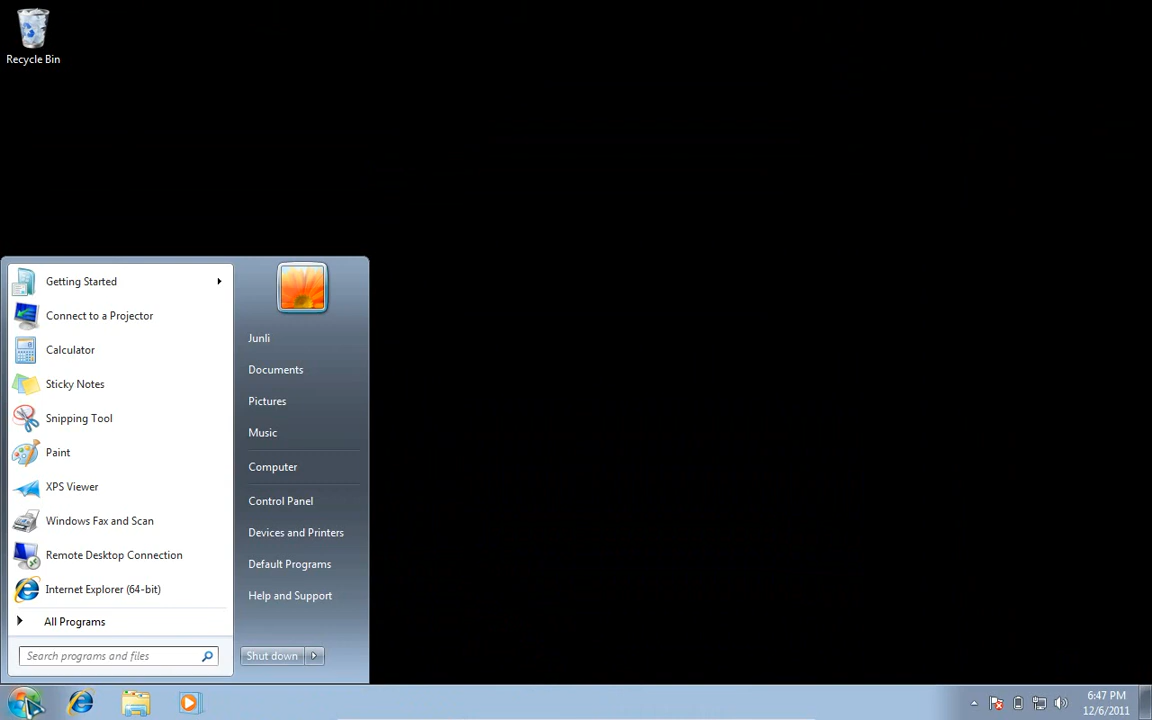 Recycle Bin
Getting Started
Connect to a Projector
Calculator
Sticky Notes
Snipping Tool
Paint
XPS Viewer
Windows Fax and Scan
Remote Desktop Connection
Internet Explorer (64-bit)
All Programs
Search programs and files
Junli
Documents
Pictures
Music
Computer
Control Panel
Devices and Printers
Default Programs
Help and Support
Shut down
6:47 PM
12/6/2011